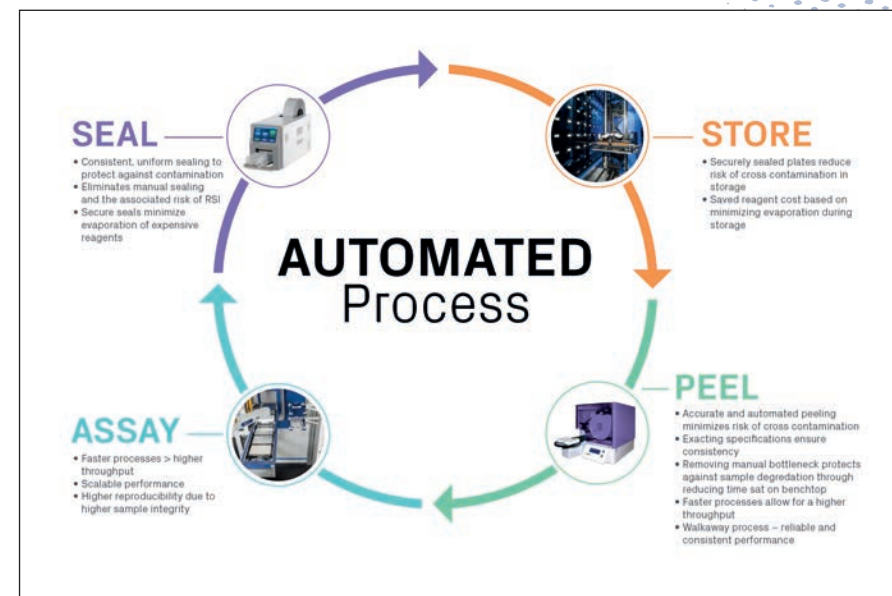 SEAL
• Consistent, uniform sealing to
protect against contamination
• Eliminates manual sealing
and the associated risk of RSI
• Secure seals minimize
evaporation of expensive
reagents
STORE
• Securely sealed plates reduce
risk of cross contamination in
storage
• Saved reagent cost based on
minimizing evaporation during
storage
AUTOMATED
Process
ASSAY
• Faster processes > higher
throughput
• Scalable performance
• Higher reproducibility due to
higher sample integrity
PEEL
• Accurate and automated peeling
minimizes risk of cross contamination
• Exacting specifications ensure
consistency
• Removing manual bottleneck protects
against sample degredation through
reducing time sat on benchtop
• Faster processes allow for a higher
throughput
• Walkaway process – reliable and
consistent performance